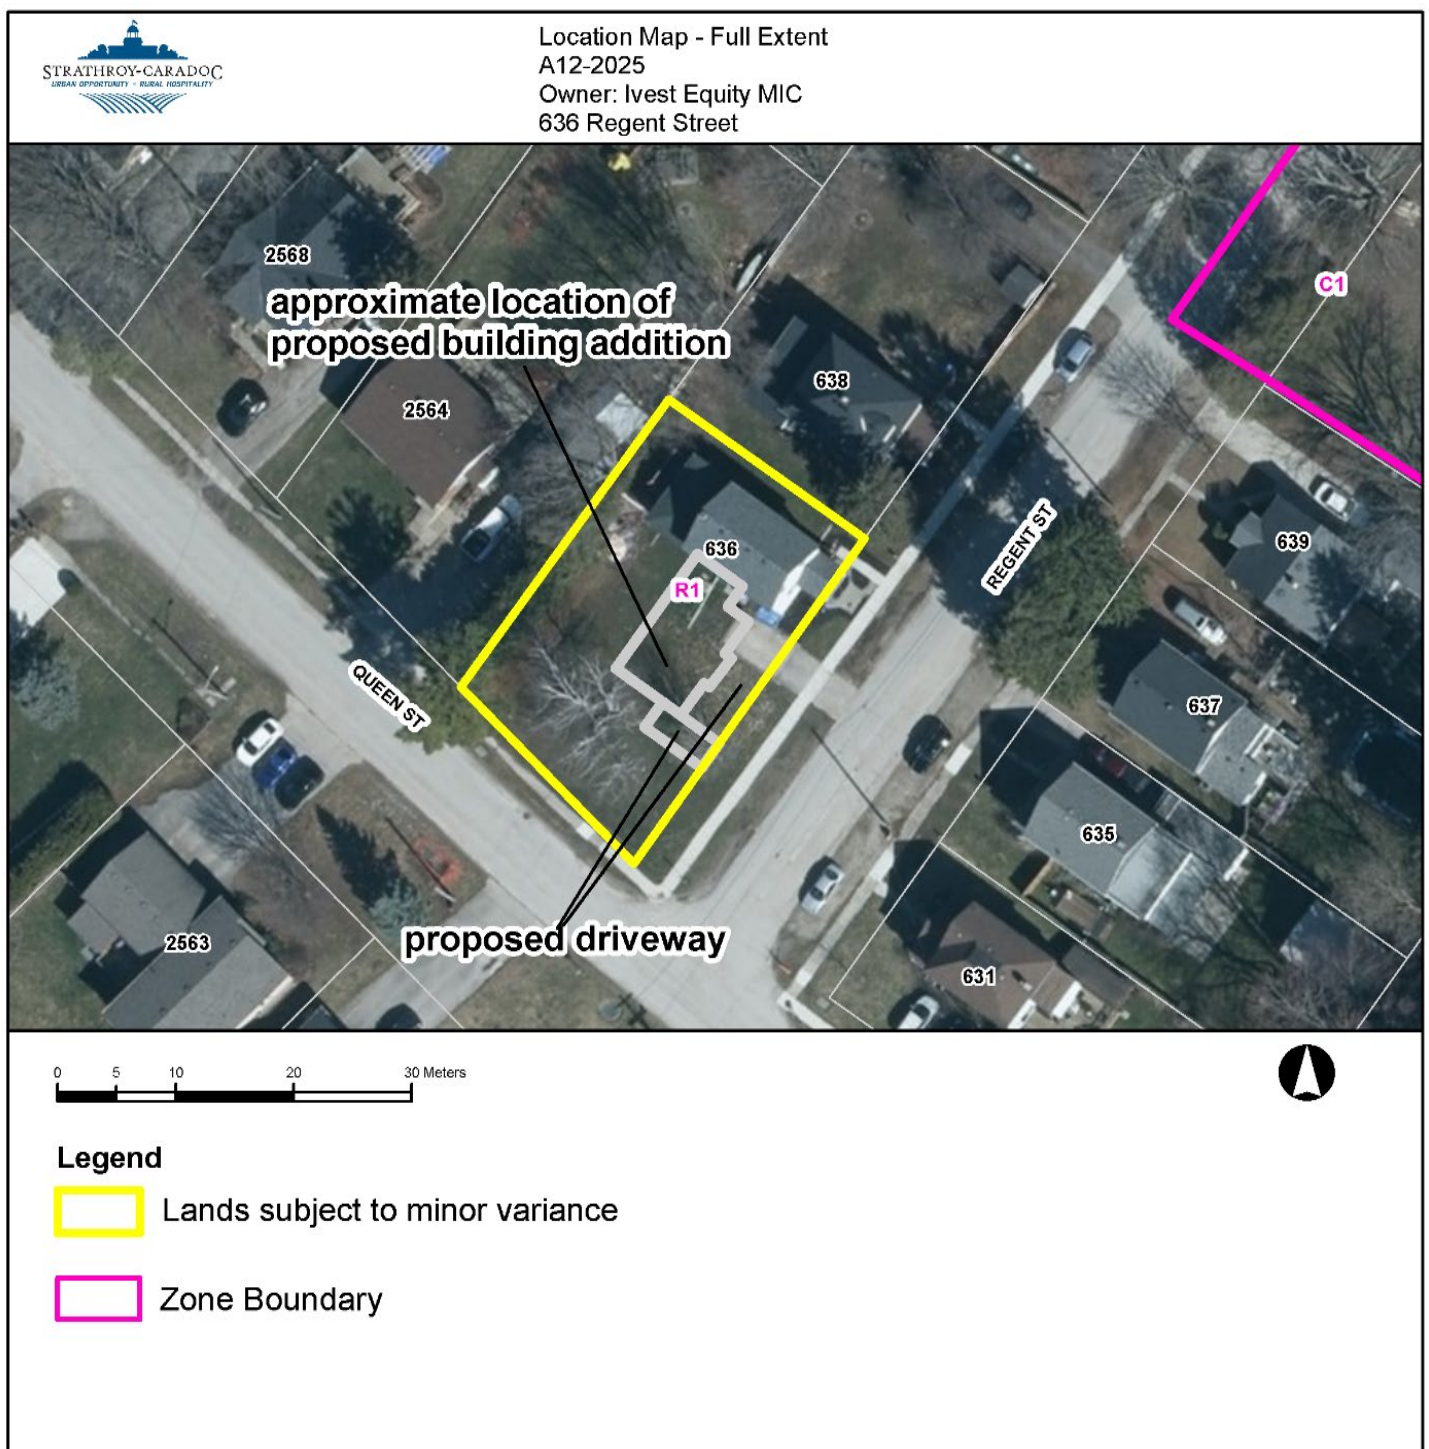 STRATHROY-CARADOC
URBAN OPPORTUNITY - RURAL HOSPITALITY
Location Map - Full Extent
A12-2025
Owner: Ivest Equity MIC
636 Regent Street
2568
approximate location of
proposed building addition
C1
638
2564
636
R1
REGENT ST
639
QUEEN ST
637
635
proposed driveway
2563
631
0 5 10 20 30 Meters
Legend
Lands subject to minor variance
Zone Boundary